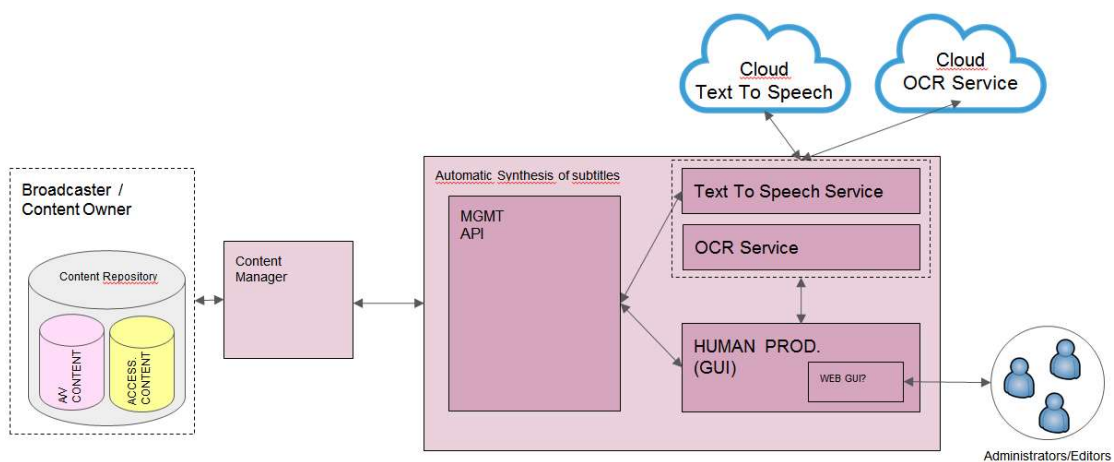 Cloud
Text To Speech
Cloud
OCR Service
Broadcaster /
Content Owner
Content Repository
A/V
CONTENT
ACCESS.
CONTENT
Content
Manager
Automatic Synthesis of subtitles
MGMT
API
Text To Speech Service
OCR Service
HUMAN PROD.
(GUI)
WEB GUI?
Administrators/Editors